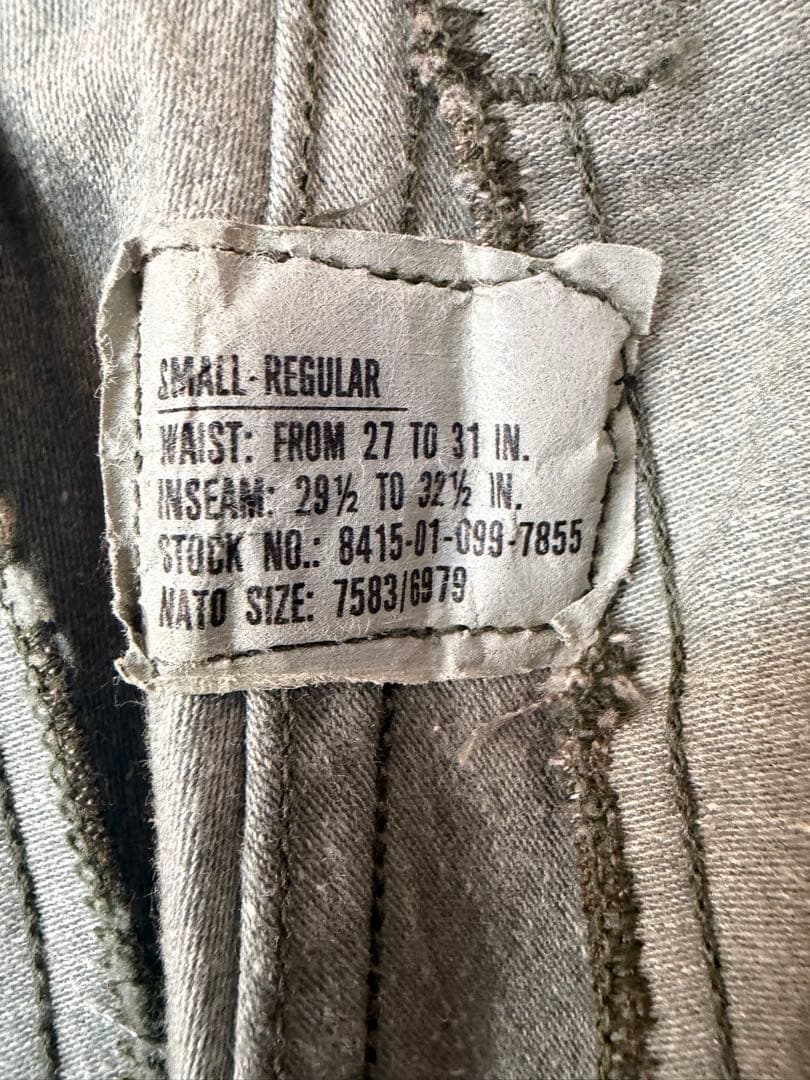 SMALL-REGULAR
WAIST: FROM 27 TO 31 IN.
INSEAM: 29½ TO 32½ IN.
STOCK NO.: 8415-01-099-7855
NATO SIZE: 7583/6979